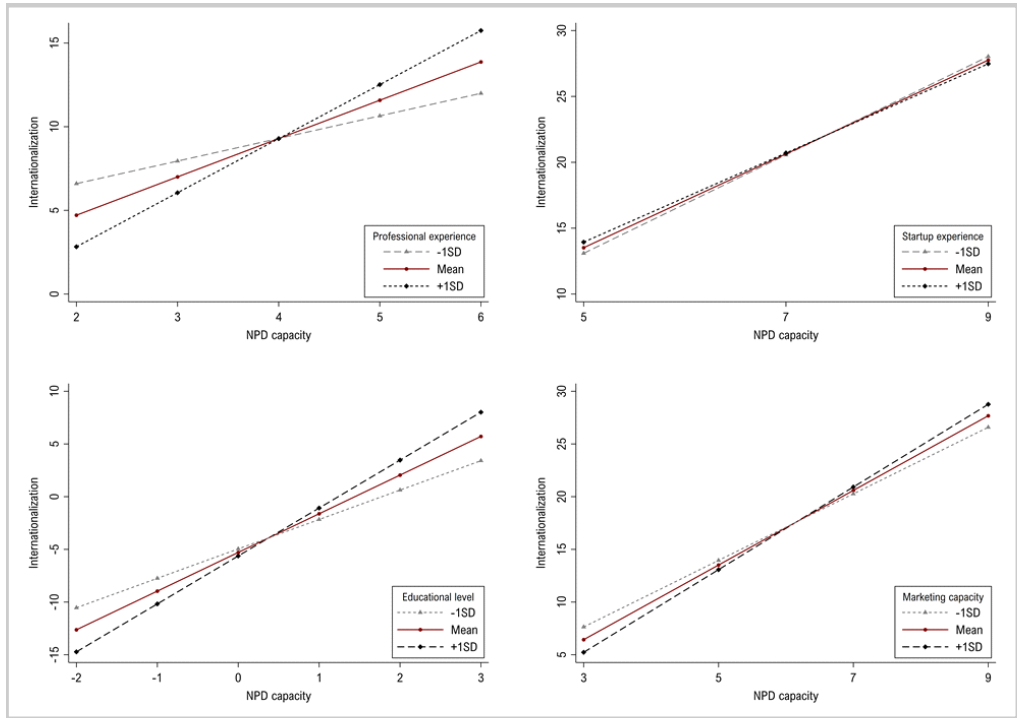 Internationalization
15
10
5
0
2 3 4 5 6
NPD capacity
Professional experience
-1SD
Mean
+1SD
Internationalization
30
25
20
15
10
5 7 9
NPD capacity
Startup experience
-1SD
Mean
+1SD
Internationalization
10
5
0
-5
-10
-15
-2 -1 0 1 2 3
NPD capacity
Educational level
-1SD
Mean
+1SD
Internationalization
30
25
20
15
10
5
3 5 7 9
NPD capacity
Marketing capacity
-1SD
Mean
+1SD